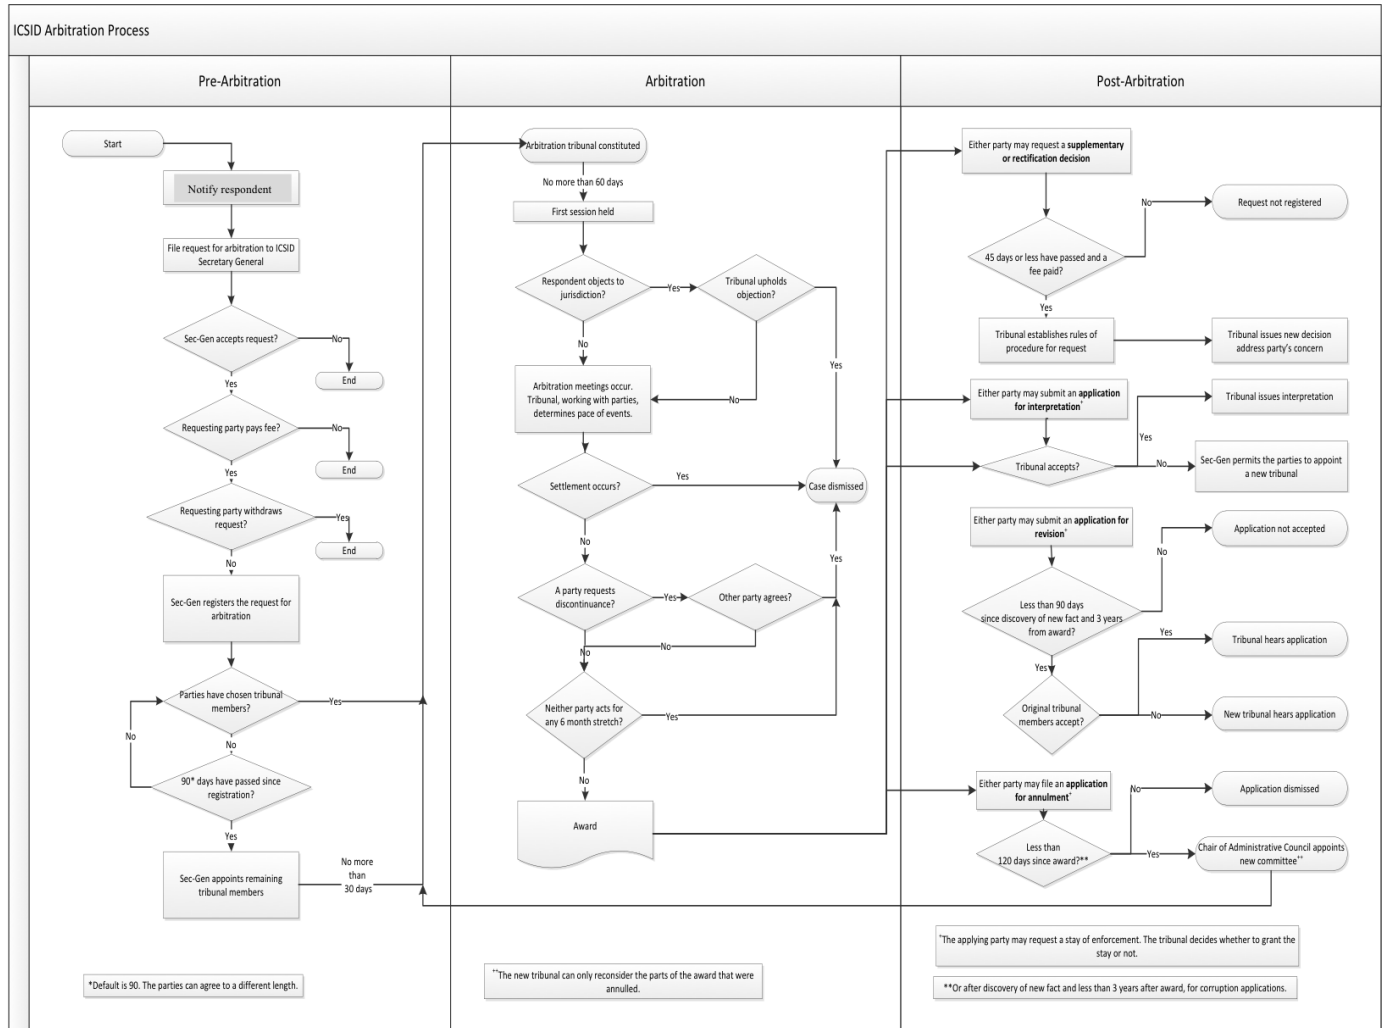 ICSID Arbitration Process
Pre-Arbitration
Arbitration
Post-Arbitration
Start
Notify respondent
File request for arbitration to ICSID
Secretary General
Sec-Gen accepts request?
No
End
Yes
Requesting party pays fee?
No
End
Yes
Requesting party withdraws
request?
Yes
End
No
Sec-Gen registers the request for
arbitration
Parties have chosen tribunal
members?
Yes
No
No
90* days have passed since
registration?
Yes
Sec-Gen appoints remaining
tribunal members
No more
than
30 days
*Default is 90. The parties can agree to a different length.
Arbitration tribunal constituted
No more than 60 days
First session held
Respondent objects to
jurisdiction?
Yes
Tribunal upholds
objection?
No
Yes
Arbitration meetings occur.
Tribunal, working with parties,
determines pace of events.
No
Settlement occurs?
Yes
Case dismissed
No
Yes
A party requests
discontinuance?
Yes
Other party agrees?
No
No
Neither party acts for
any 6 month stretch?
Yes
No
Award
++The new tribunal can only reconsider the parts of the award that were
annulled.
Either party may request a supplementary
or rectification decision
No
Request not registered
45 days or less have passed and a
fee paid?
Yes
Tribunal establishes rules of
procedure for request
Tribunal issues new decision
address party's concern
Either party may submit an application
for interpretation+
Tribunal issues interpretation
Yes
Tribunal accepts?
No
Sec-Gen permits the parties to appoint
a new tribunal
Either party may submit an application for
revision+
Application not accepted
No
Less than 90 days
since discovery of new fact and 3 years
from award?
Yes
Tribunal hears application
Yes
Original tribunal
members accept?
No
New tribunal hears application
Either party may file an application
for annulment+
No
Application dismissed
Less than
120 days since award?**
Yes
Chair of Administrative Council appoints
new committee++
+The applying party may request a stay of enforcement. The tribunal decides whether to grant the
stay or not.
**Or after discovery of new fact and less than 3 years after award, for corruption applications.